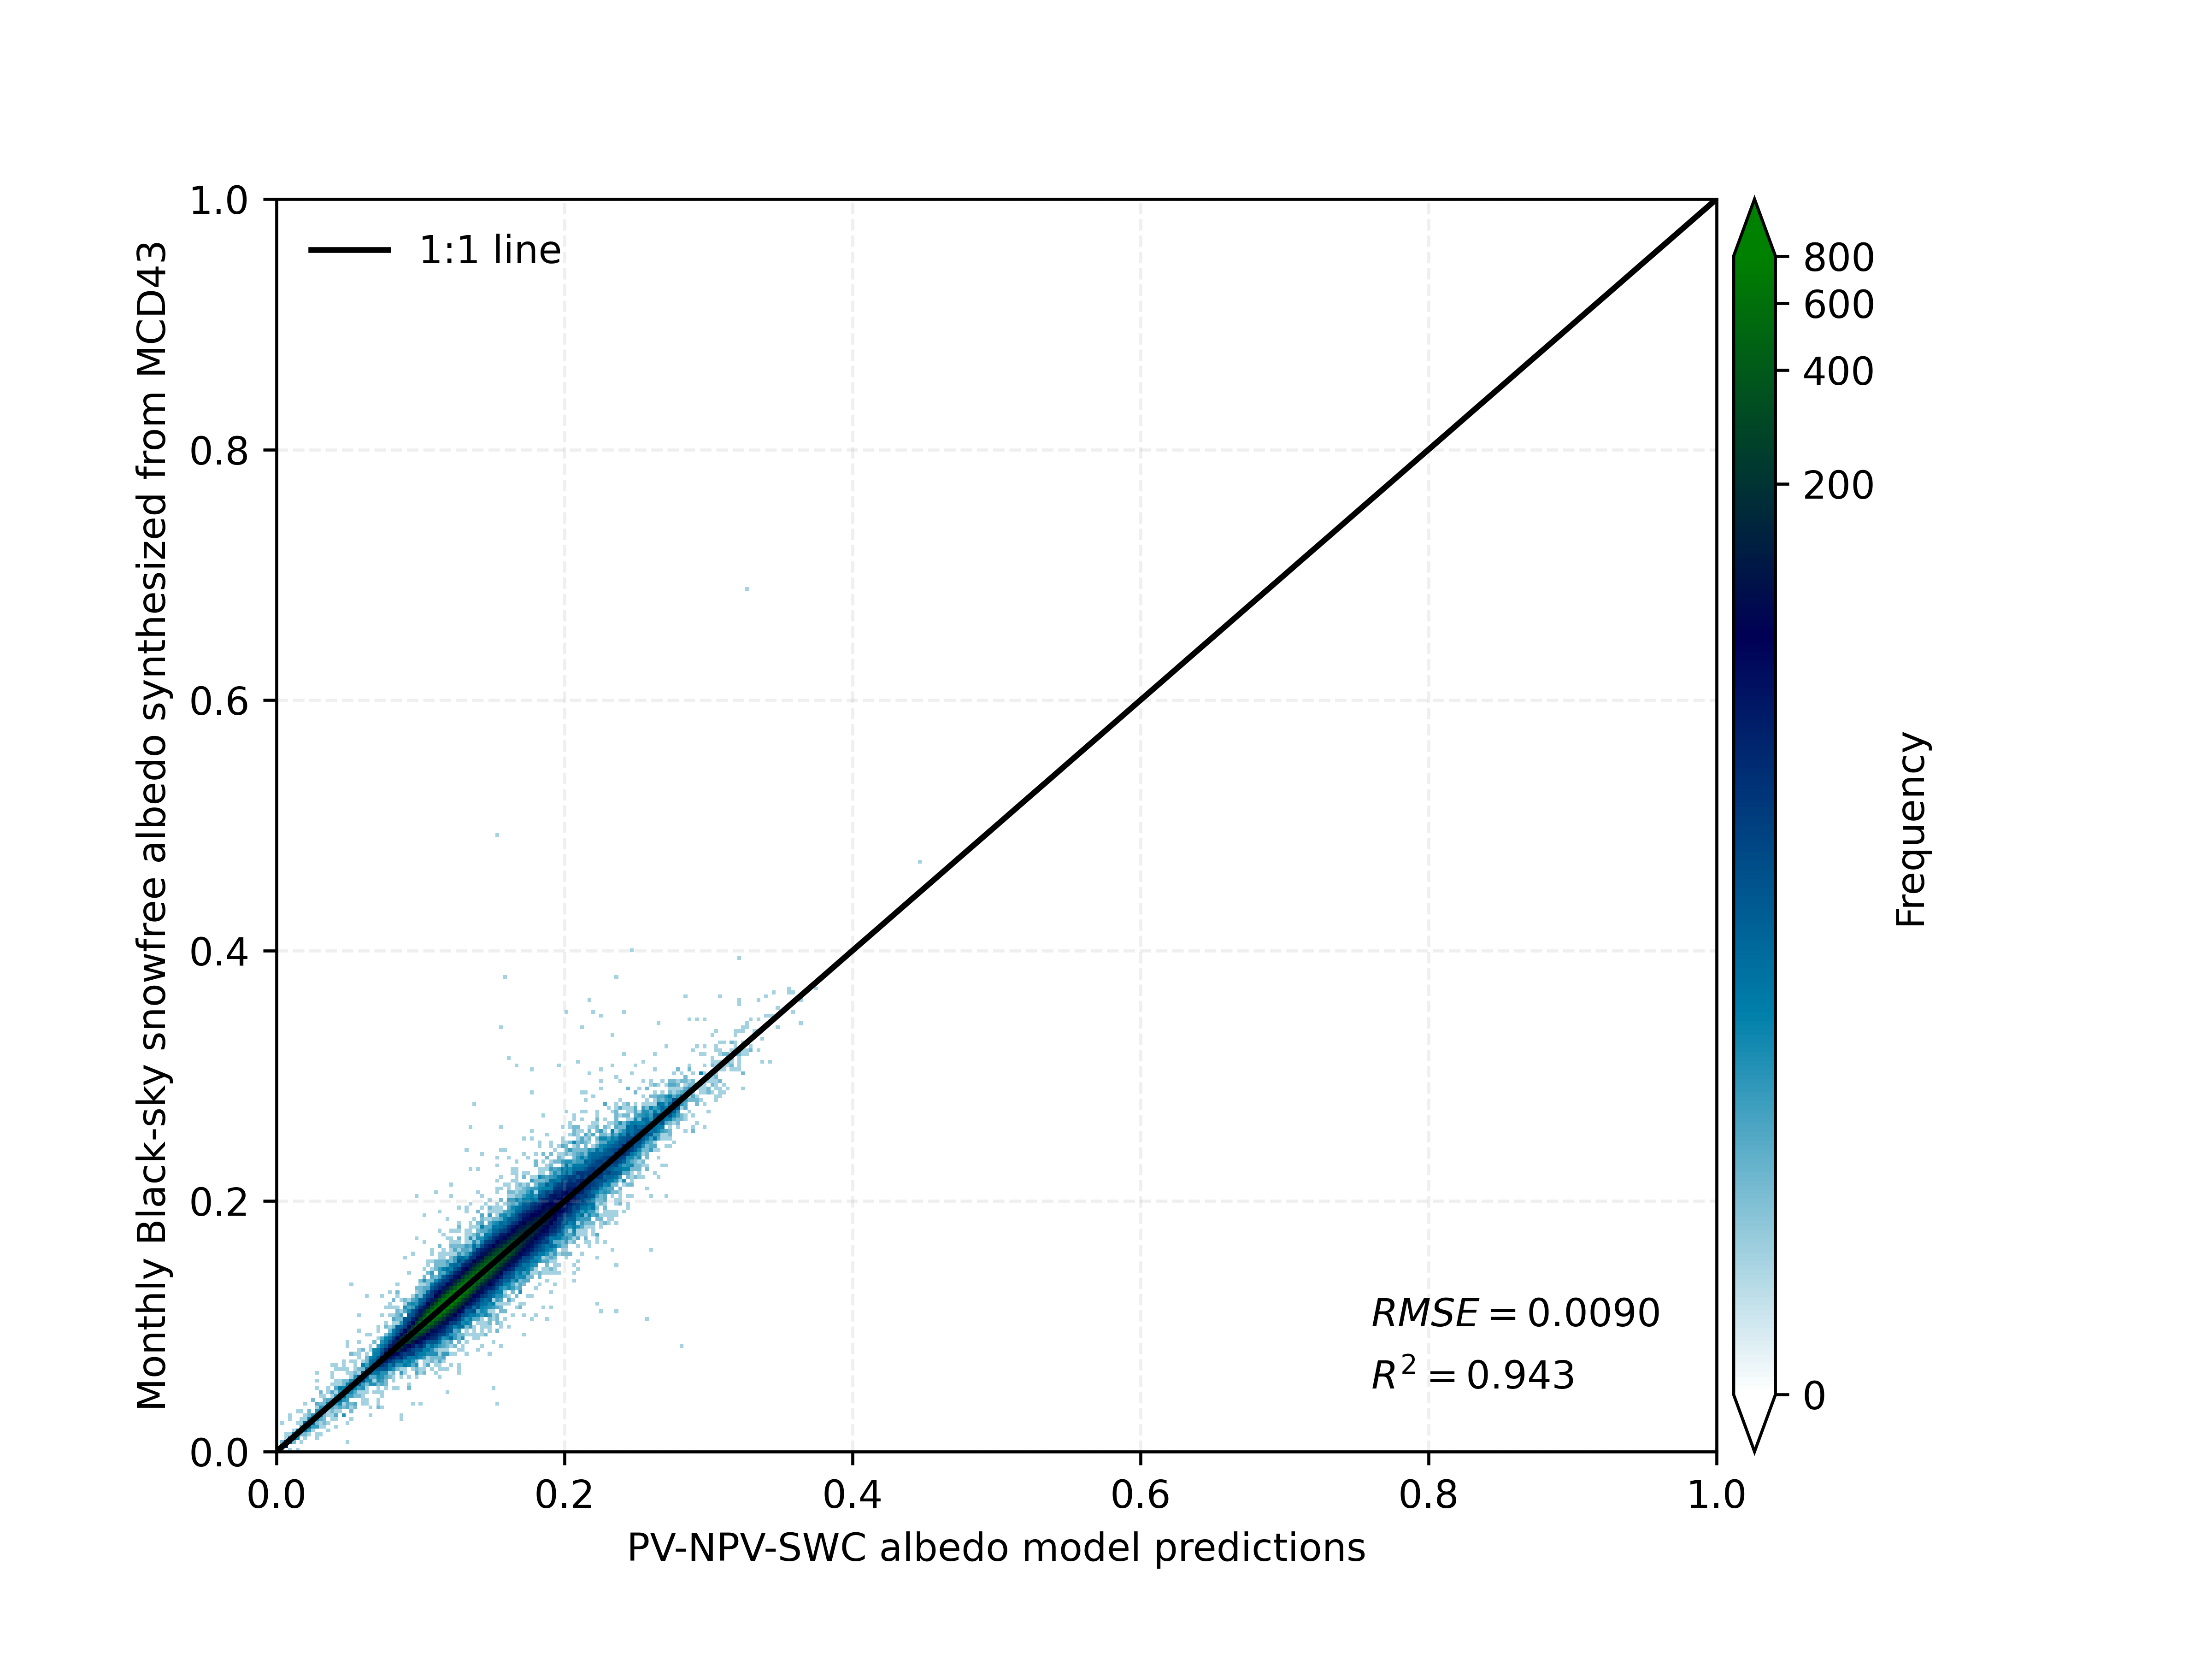 1:1 line
1.0
0.8
0.6
0.4
0.2
0.0
Monthly Black-sky snowfree albedo synthesized from MCD43
0.0 0.2 0.4 0.6 0.8 1.0
PV-NPV-SWC albedo model predictions
RMSE = 0.0090
R² = 0.943
800
600
400
200
0
Frequency